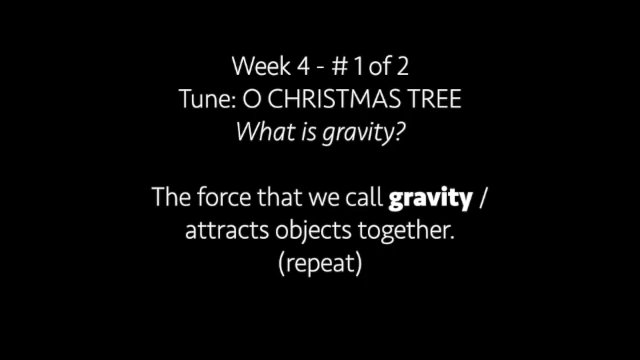 Week 4 - # 1 of 2
Tune: O CHRISTMAS TREE
What is gravity?
The force that we call gravity /
attracts objects together.
(repeat)